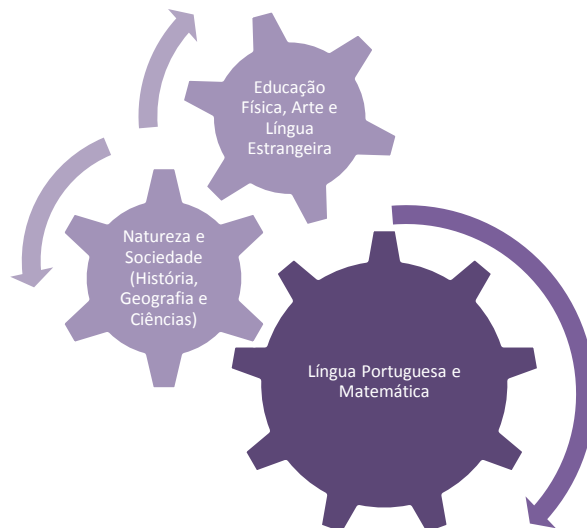 Educação
Física, Arte e
Língua
Estrangeira
Natureza e
Sociedade
(História,
Geografia e
Ciências)
Língua Portuguesa e
Matemática